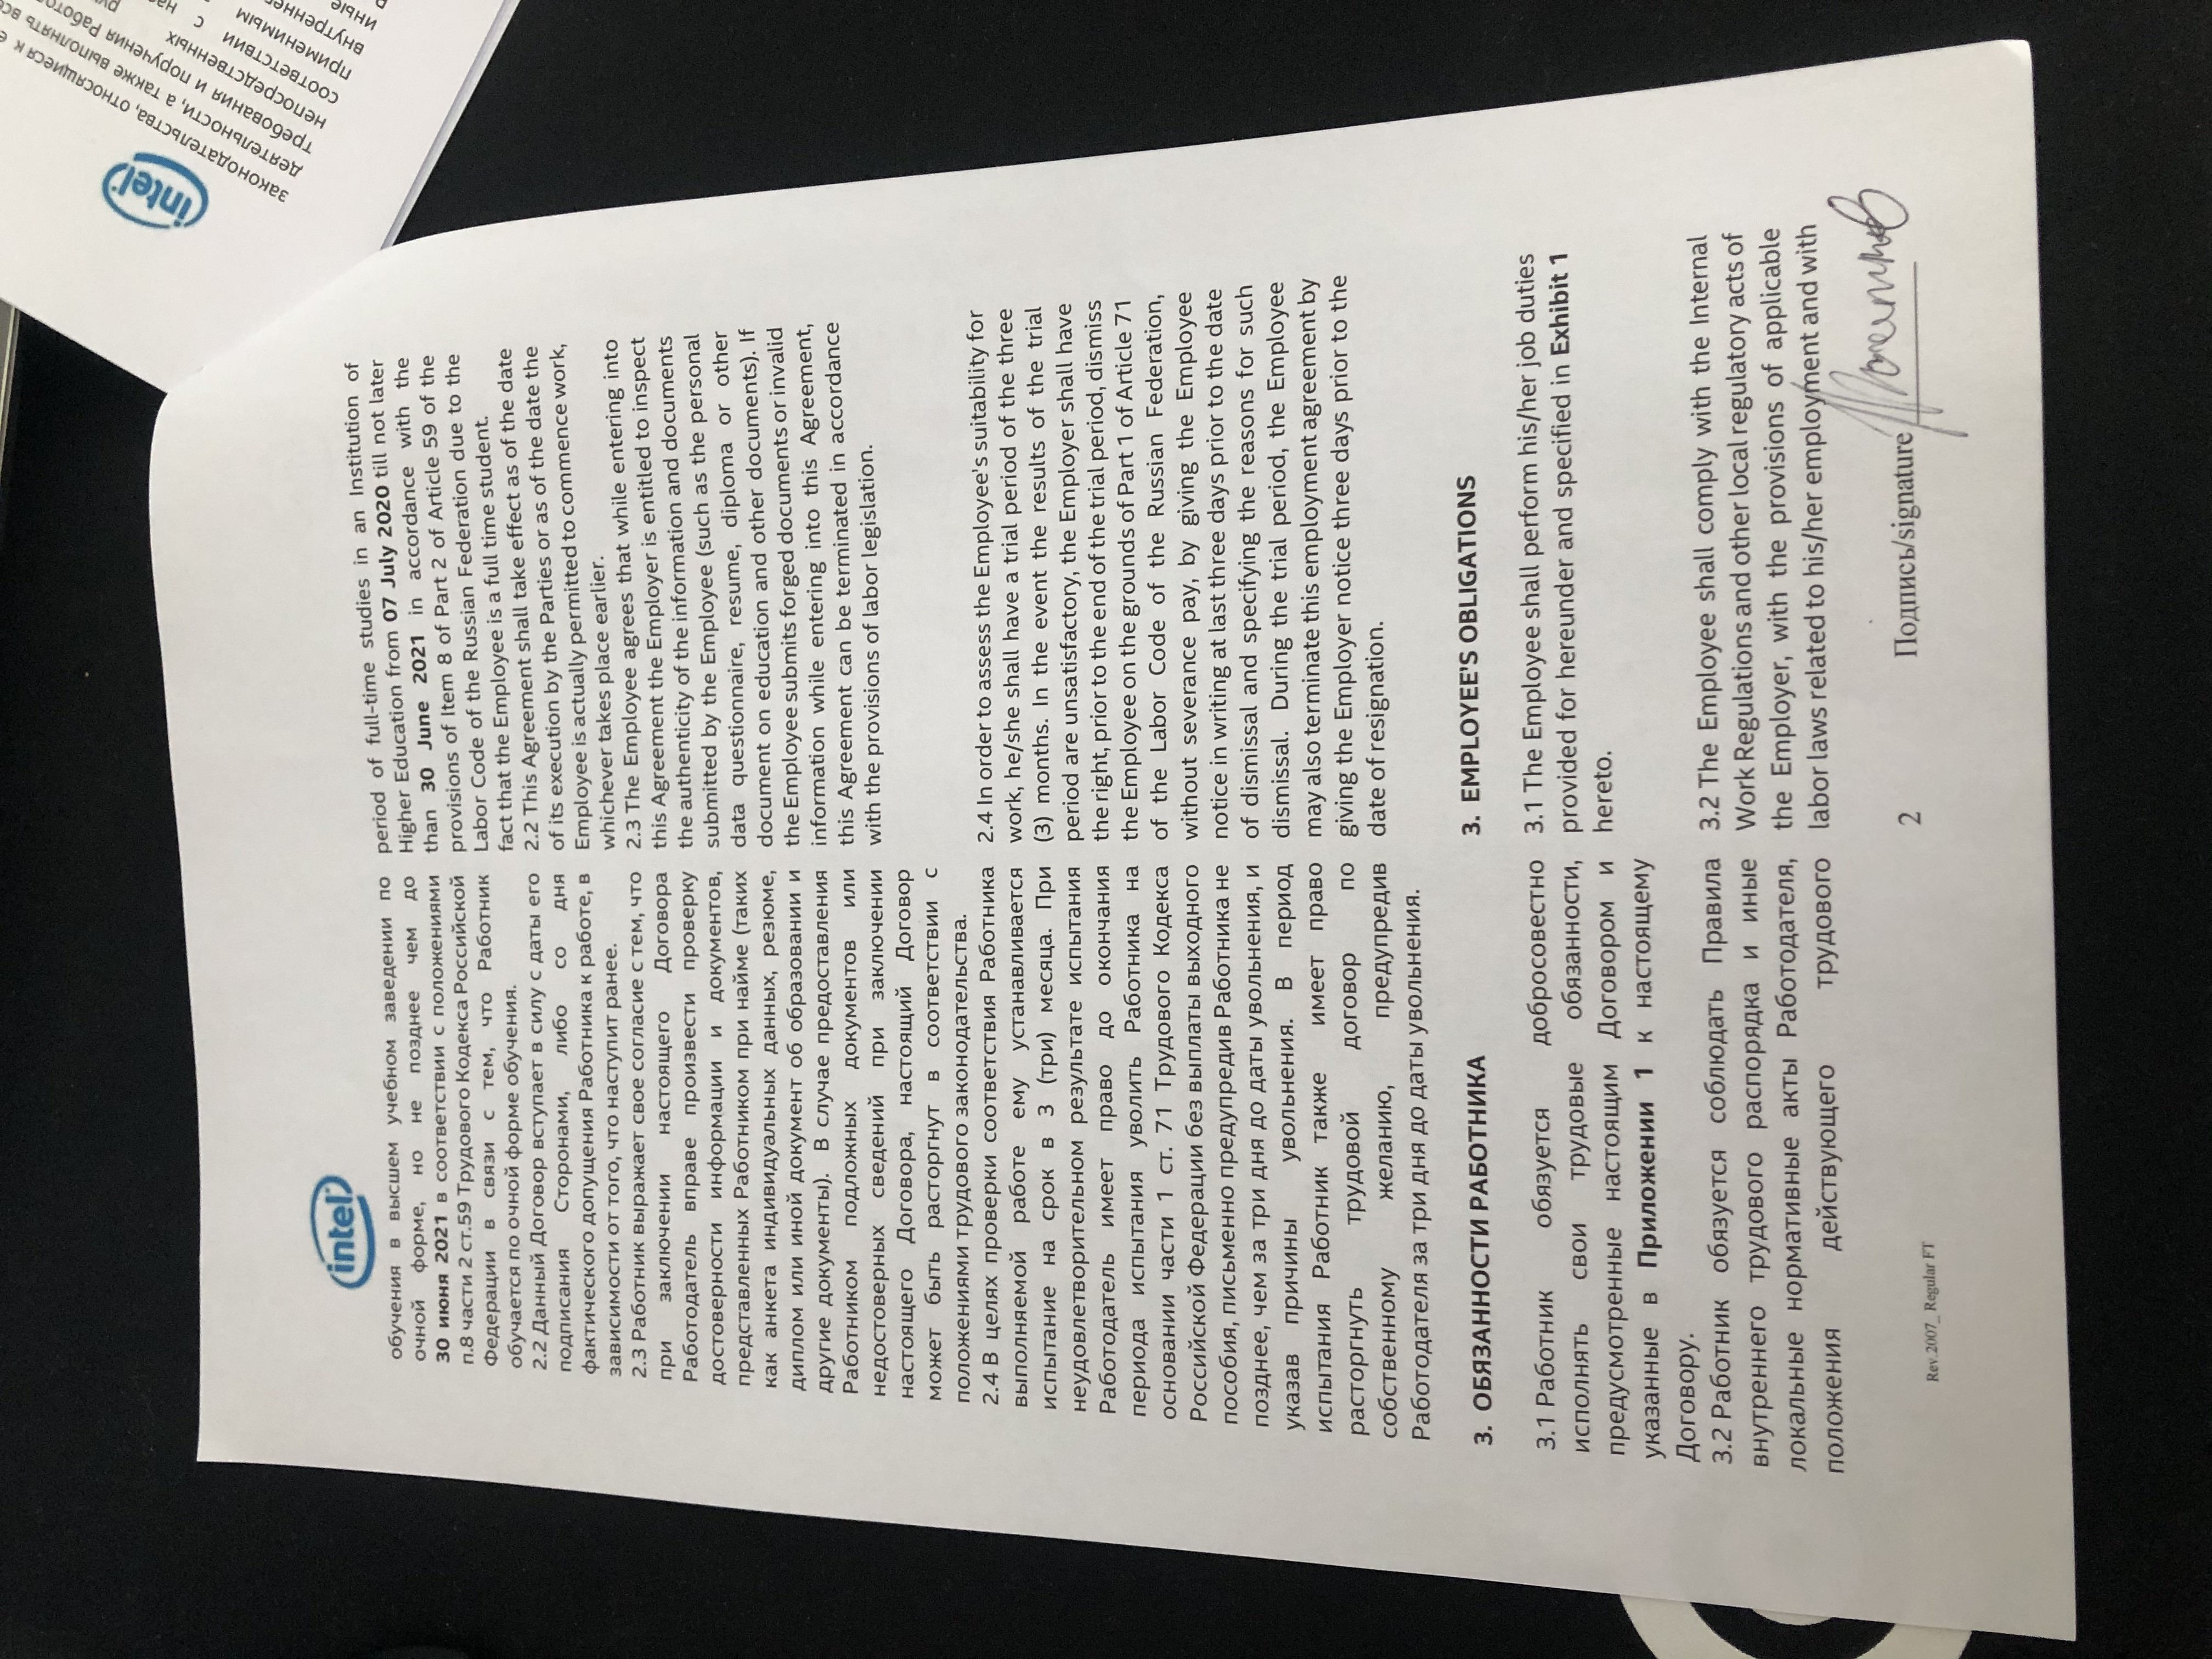 intel
обучения в высшем учебном заведении по
очной форме, но не позднее чем до
30 июня 2021 в соответствии с положениями
п.8 части 2 ст.59 Трудового Кодекса Российской
Федерации в связи с тем, что Работник
обучается по очной форме обучения.
2.2 Данный Договор вступает в силу с даты его
подписания Сторонами, либо со дня
фактического допущения Работника к работе, в
зависимости от того, что наступит ранее.
2.3 Работник выражает свое согласие с тем, что
при заключении настоящего Договора
Работодатель вправе произвести проверку
достоверности информации и документов,
представленных Работником при найме (таких
как анкета индивидуальных данных, резюме,
диплом или иной документ об образовании и
другие документы). В случае предоставления
Работником подложных документов или
недостоверных сведений при заключении
настоящего Договора, настоящий Договор
может быть расторгнут в соответствии с
положениями трудового законодательства.
2.4 В целях проверки соответствия Работника
выполняемой работе ему устанавливается
испытание на срок в 3 (три) месяца. При
неудовлетворительном результате испытания
Работодатель имеет право до окончания
периода испытания уволить Работника на
основании части 1 ст. 71 Трудового Кодекса
Российской Федерации без выплаты выходного
пособия, письменно предупредив Работника не
позднее, чем за три дня до даты увольнения, и
указав причины увольнения. В период
испытания Работник также имеет право
расторгнуть трудовой договор по
собственному желанию, предупредив
Работодателя за три дня до даты увольнения.
3. ОБЯЗАННОСТИ РАБОТНИКА
3.1 Работник обязуется добросовестно
исполнять свои трудовые обязанности,
предусмотренные настоящим Договором и
указанные в Приложении 1 к настоящему
Договору.
3.2 Работник обязуется соблюдать Правила
внутреннего трудового распорядка и иные
локальные нормативные акты Работодателя,
положения действующего трудового
period of full-time studies in an Institution of
Higher Education from 07 July 2020 till not later
than 30 June 2021 in accordance with the
provisions of Item 8 of Part 2 of Article 59 of the
Labor Code of the Russian Federation due to the
fact that the Employee is a full time student.
2.2 This Agreement shall take effect as of the date
of its execution by the Parties or as of the date the
Employee is actually permitted to commence work,
whichever takes place earlier.
2.3 The Employee agrees that while entering into
this Agreement the Employer is entitled to inspect
the authenticity of the information and documents
submitted by the Employee (such as the personal
data questionnaire, resume, diploma or other
document on education and other documents). If
the Employee submits forged documents or invalid
information while entering into this Agreement,
this Agreement can be terminated in accordance
with the provisions of labor legislation.
2.4 In order to assess the Employee's suitability for
work, he/she shall have a trial period of the three
(3) months. In the event the results of the trial
period are unsatisfactory, the Employer shall have
the right, prior to the end of the trial period, dismiss
the Employee on the grounds of Part 1 of Article 71
of the Labor Code of the Russian Federation,
without severance pay, by giving the Employee
notice in writing at last three days prior to the date
of dismissal and specifying the reasons for such
dismissal. During the trial period, the Employee
may also terminate this employment agreement by
giving the Employer notice three days prior to the
date of resignation.
3. EMPLOYEE'S OBLIGATIONS
3.1 The Employee shall perform his/her job duties
provided for hereunder and specified in Exhibit 1
hereto.
3.2 The Employee shall comply with the Internal
Work Regulations and other local regulatory acts of
the Employer, with the provisions of applicable
labor laws related to his/her employment and with
Rev.2007_ Regular FT
2
Подпись/signature
intel
законодательства, относящиеся к
деятельности, а также выполнять
требования и поручения
непосредственных
соответствии с
применимым
иные